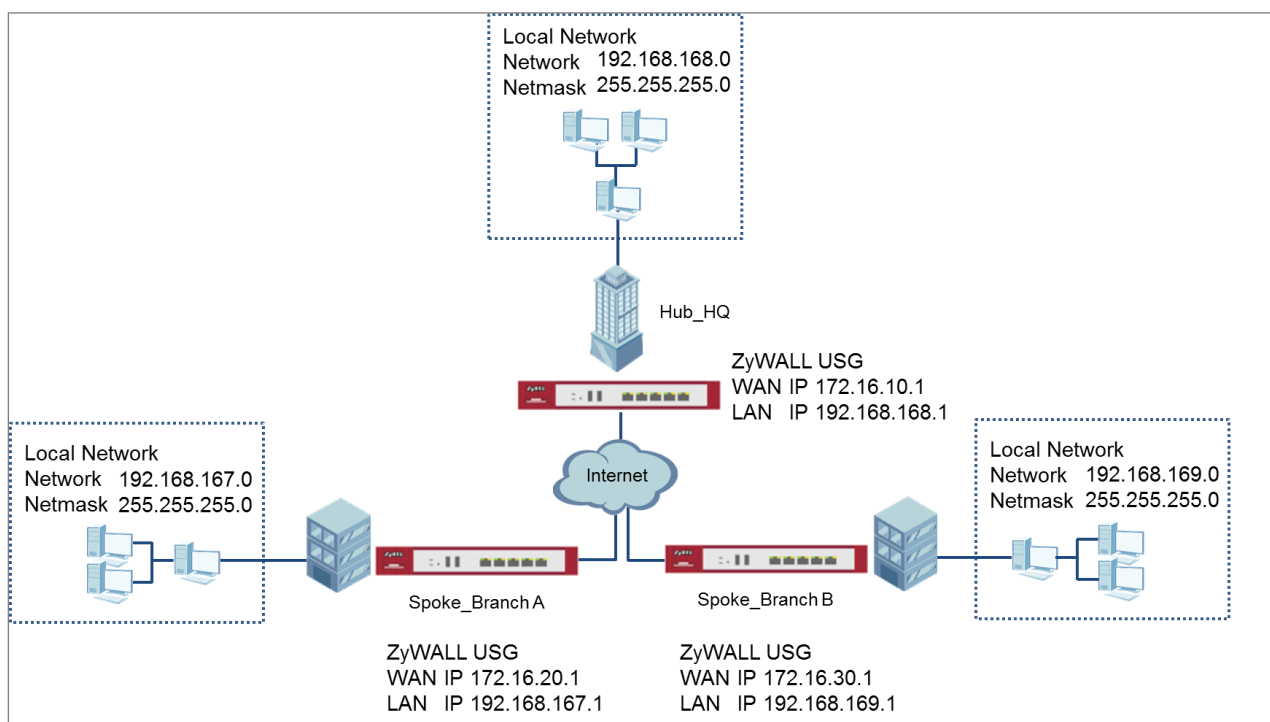 Local Network
Network 192.168.168.0
Netmask 255.255.255.0
Hub_HQ
ZyWALL USG
WAN IP 172.16.10.1
LAN IP 192.168.168.1
ZyXEL
Internet
Local Network
Network 192.168.167.0
Netmask 255.255.255.0
Local Network
Network 192.168.169.0
Netmask 255.255.255.0
ZyXEL
ZyXEL
Spoke_Branch A
Spoke_Branch B
ZyWALL USG
WAN IP 172.16.20.1
LAN IP 192.168.167.1
ZyWALL USG
WAN IP 172.16.30.1
LAN IP 192.168.169.1